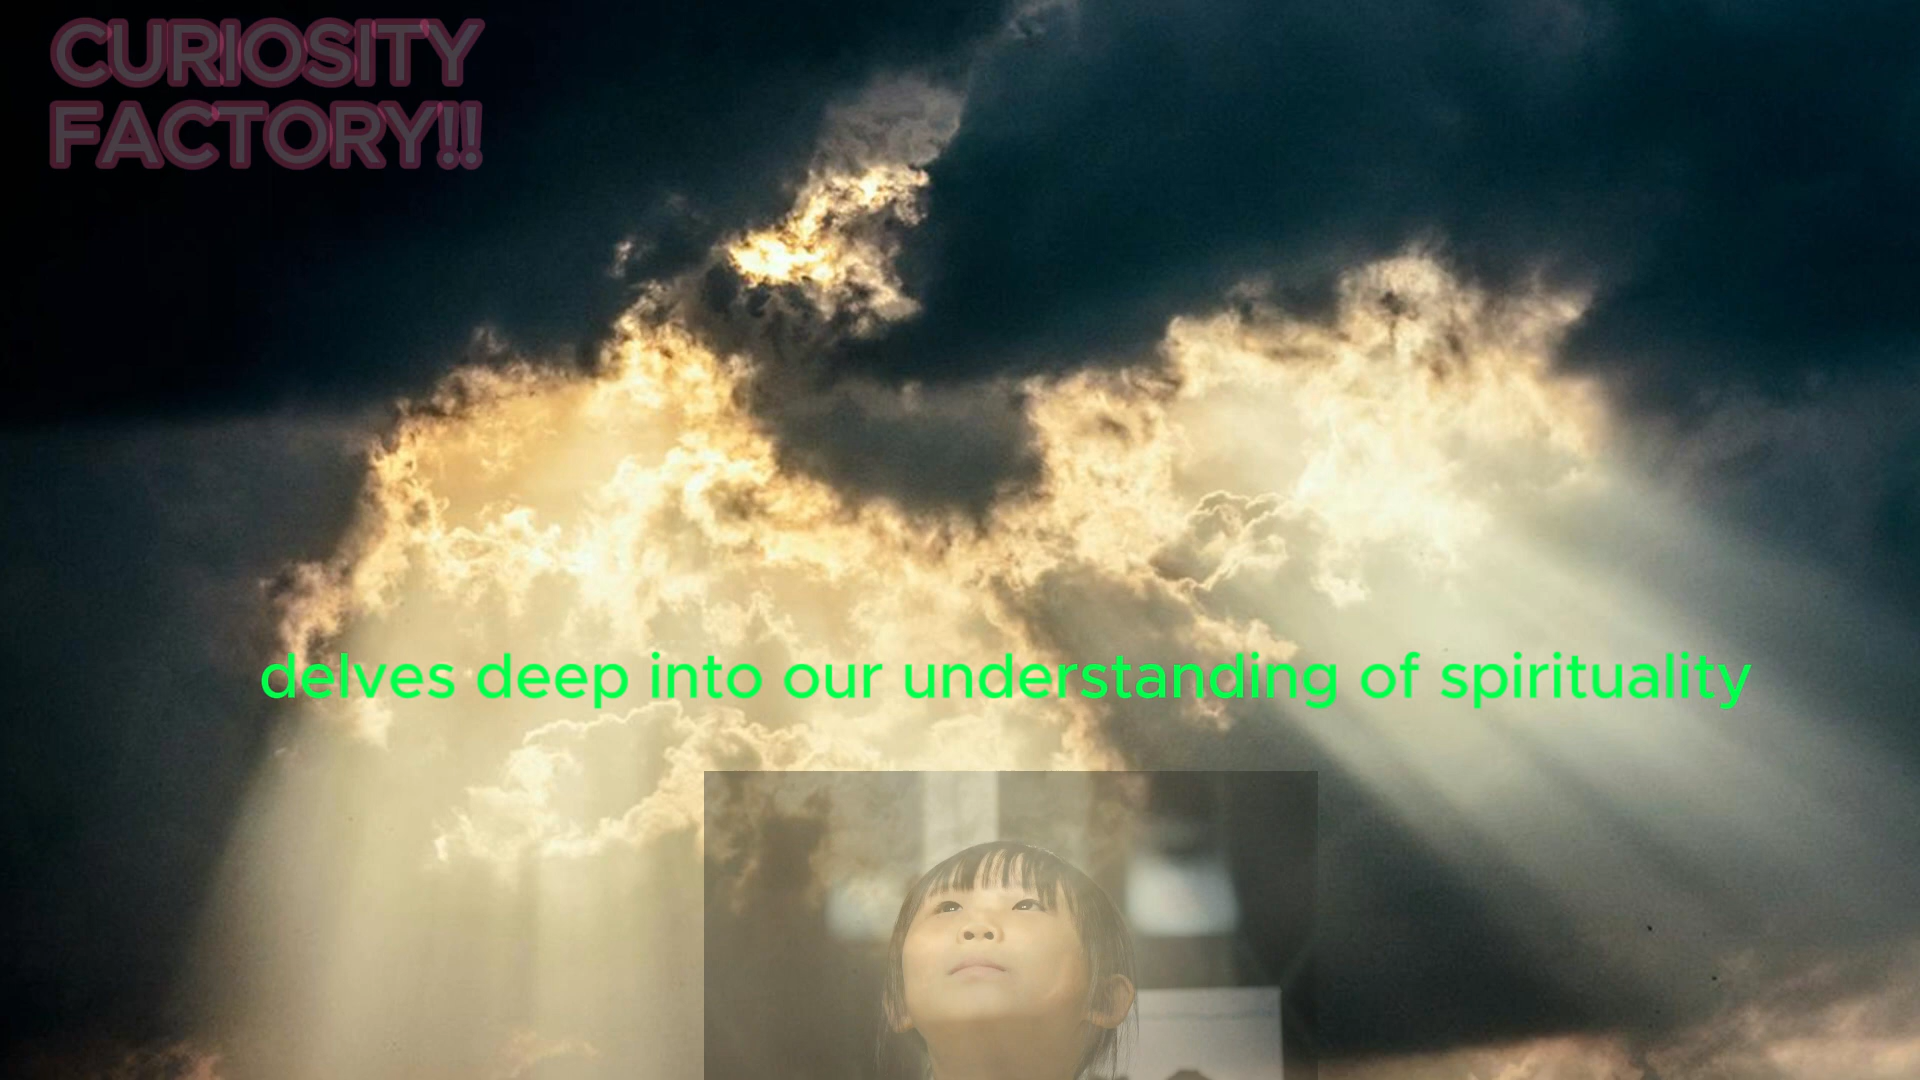 CURIOSITY
FACTORY!!
delves deep into our understanding of spirituality